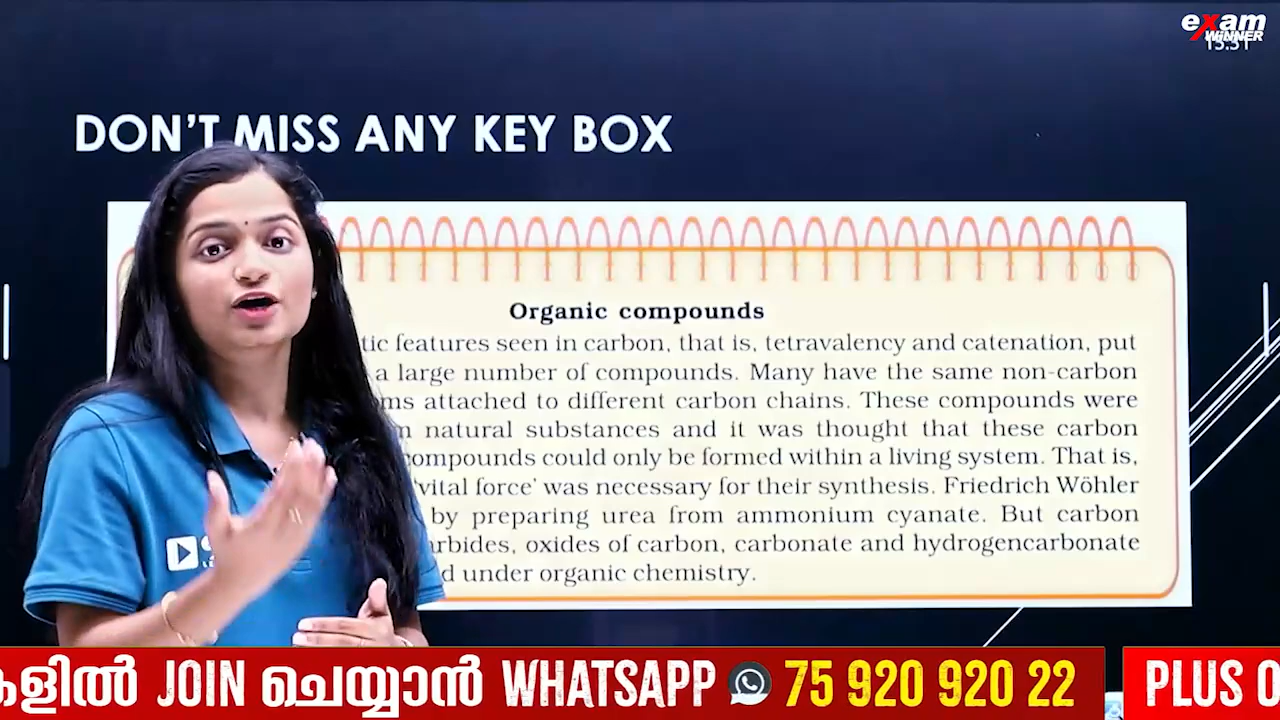 exam
WINNER
15:51
DON'T MISS ANY KEY BOX
Organic compounds
features seen in carbon, that is, tetravalency and catenation, put
a large number of compounds. Many have the same non-carbon
attached to different carbon chains. These compounds were
natural substances and it was thought that these carbon
compounds could only be formed within a living system. That is,
'vital force' was necessary for their synthesis. Friedrich Wöhler
by preparing urea from ammonium cyanate. But carbon
oxides of carbon, carbonate and hydrogencarbonate
under organic chemistry.
JOIN ചെയ്യാൻ WHATSAPP 75 920 920 22
PLUS